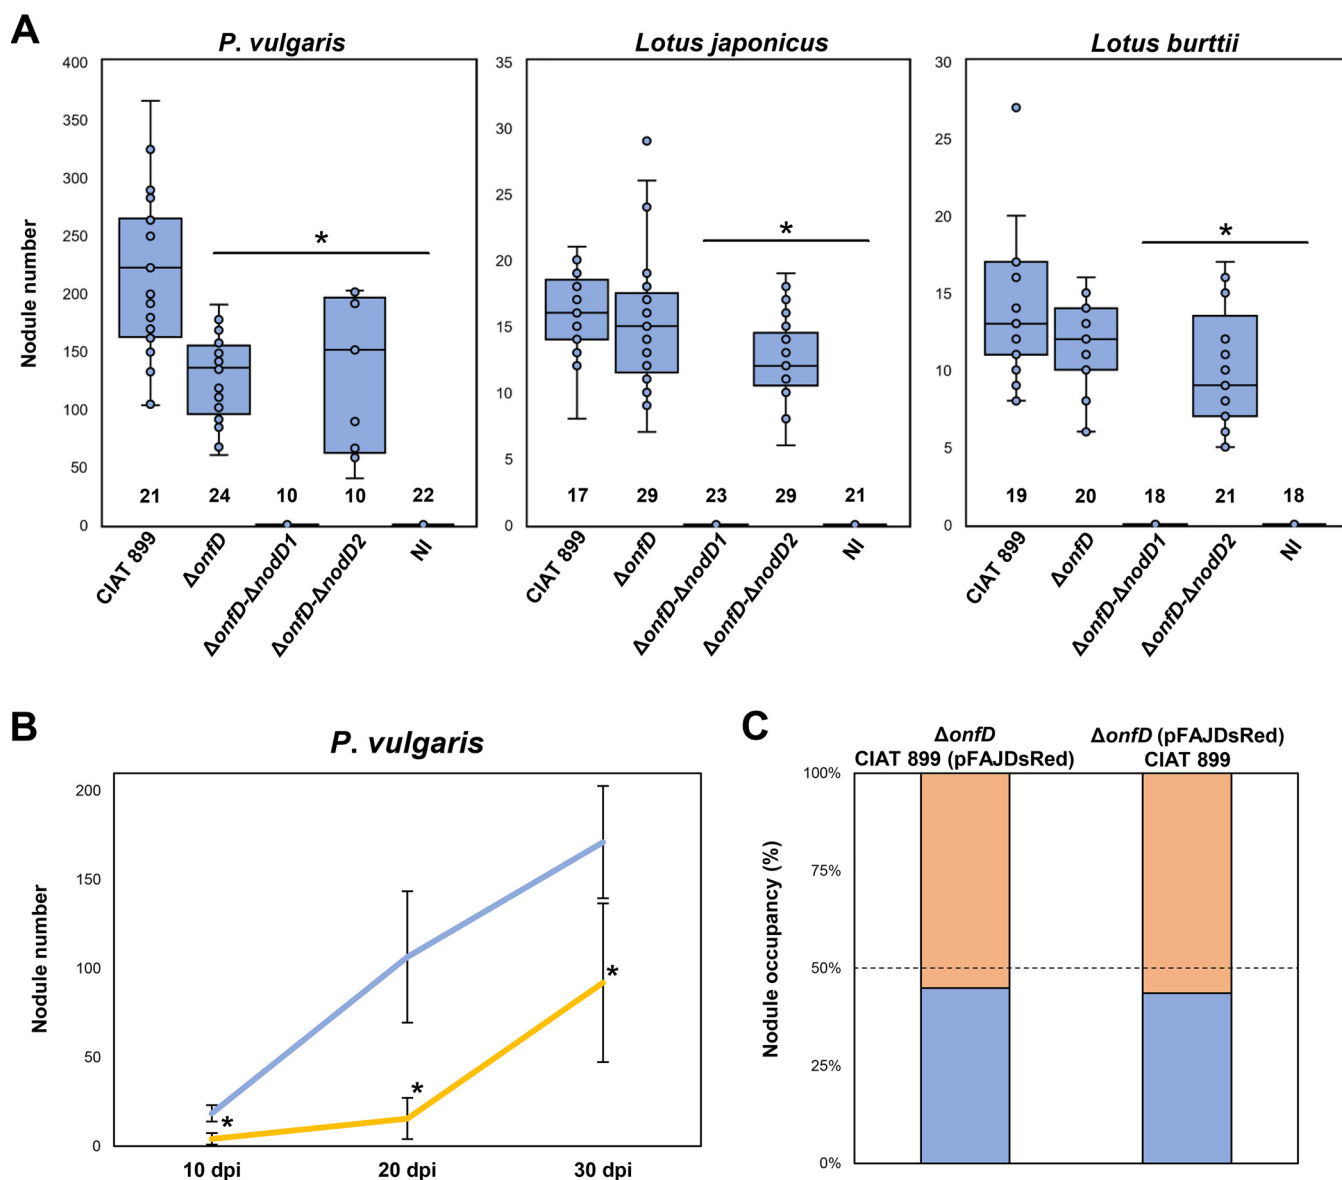 A
P. vulgaris
Lotus japonicus
Lotus burttii
Nodule number
400
350
300
250
200
150
100
50
0
*
21 24 10 10 22
CIAT 899
ΔonfD
ΔonfD-ΔnodD1
ΔonfD-ΔnodD2
NI
35
30
25
20
15
10
5
0
*
17 29 23 29 21
CIAT 899
ΔonfD
ΔonfD-ΔnodD1
ΔonfD-ΔnodD2
NI
30
25
20
15
10
5
0
*
19 20 18 21 18
CIAT 899
ΔonfD
ΔonfD-ΔnodD1
ΔonfD-ΔnodD2
NI
B
P. vulgaris
Nodule number
200
150
100
50
0
*
*
*
10 dpi 20 dpi 30 dpi
C
ΔonfD
CIAT 899 (pFAJDsRed)
ΔonfD (pFAJDsRed)
CIAT 899
Nodule occupancy (%)
100%
75%
50%
25%
0%